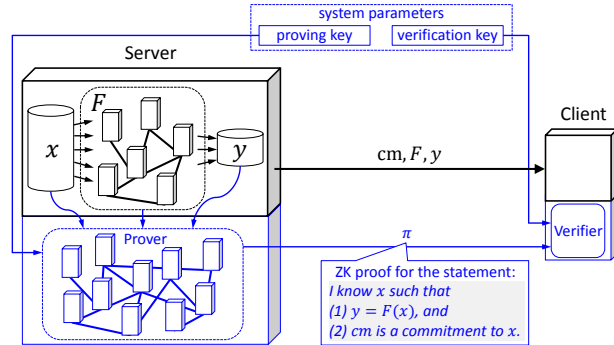 system parameters
proving key
verification key
Server
Client
F
x
y
cm, F, y
Prover
π
Verifier
ZK proof for the statement:
I know x such that
(1) y = F(x), and
(2) cm is a commitment to x.